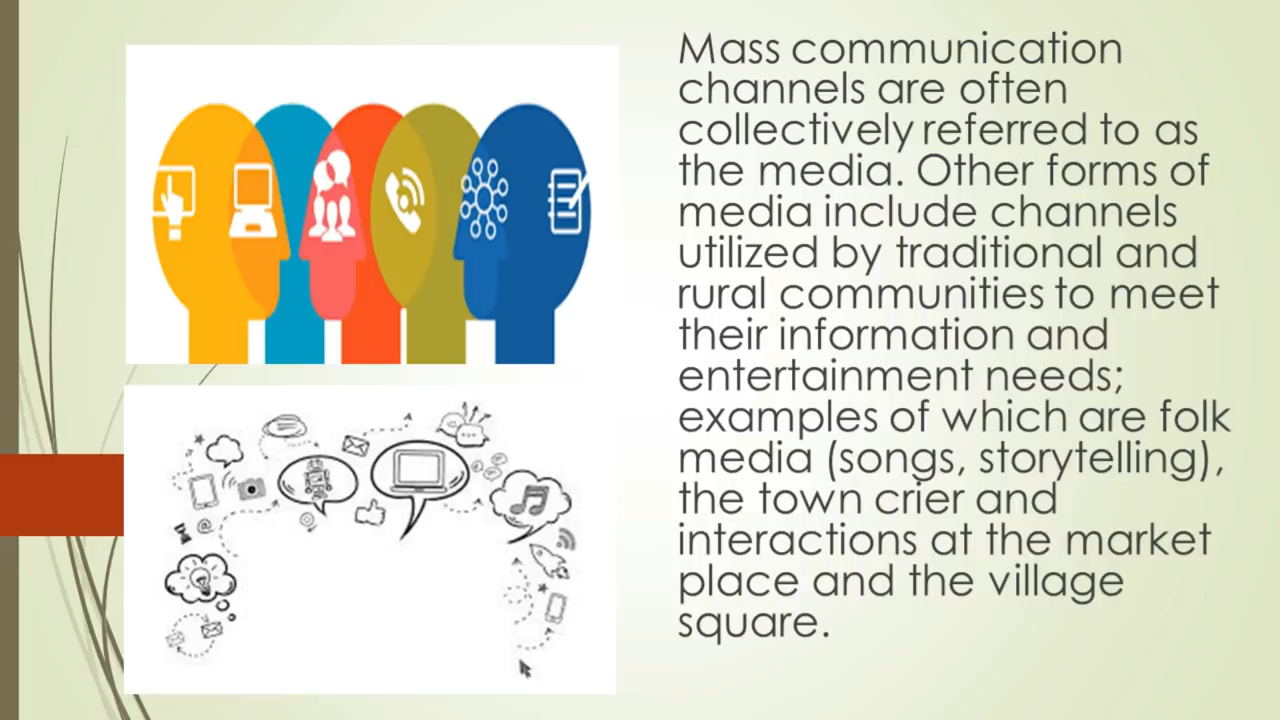 Mass communication
channels are often
collectively referred to as
the media. Other forms of
media include channels
utilized by traditional and
rural communities to meet
their information and
entertainment needs;
examples of which are folk
media (songs, storytelling),
the town crier and
interactions at the market
place and the village
square.